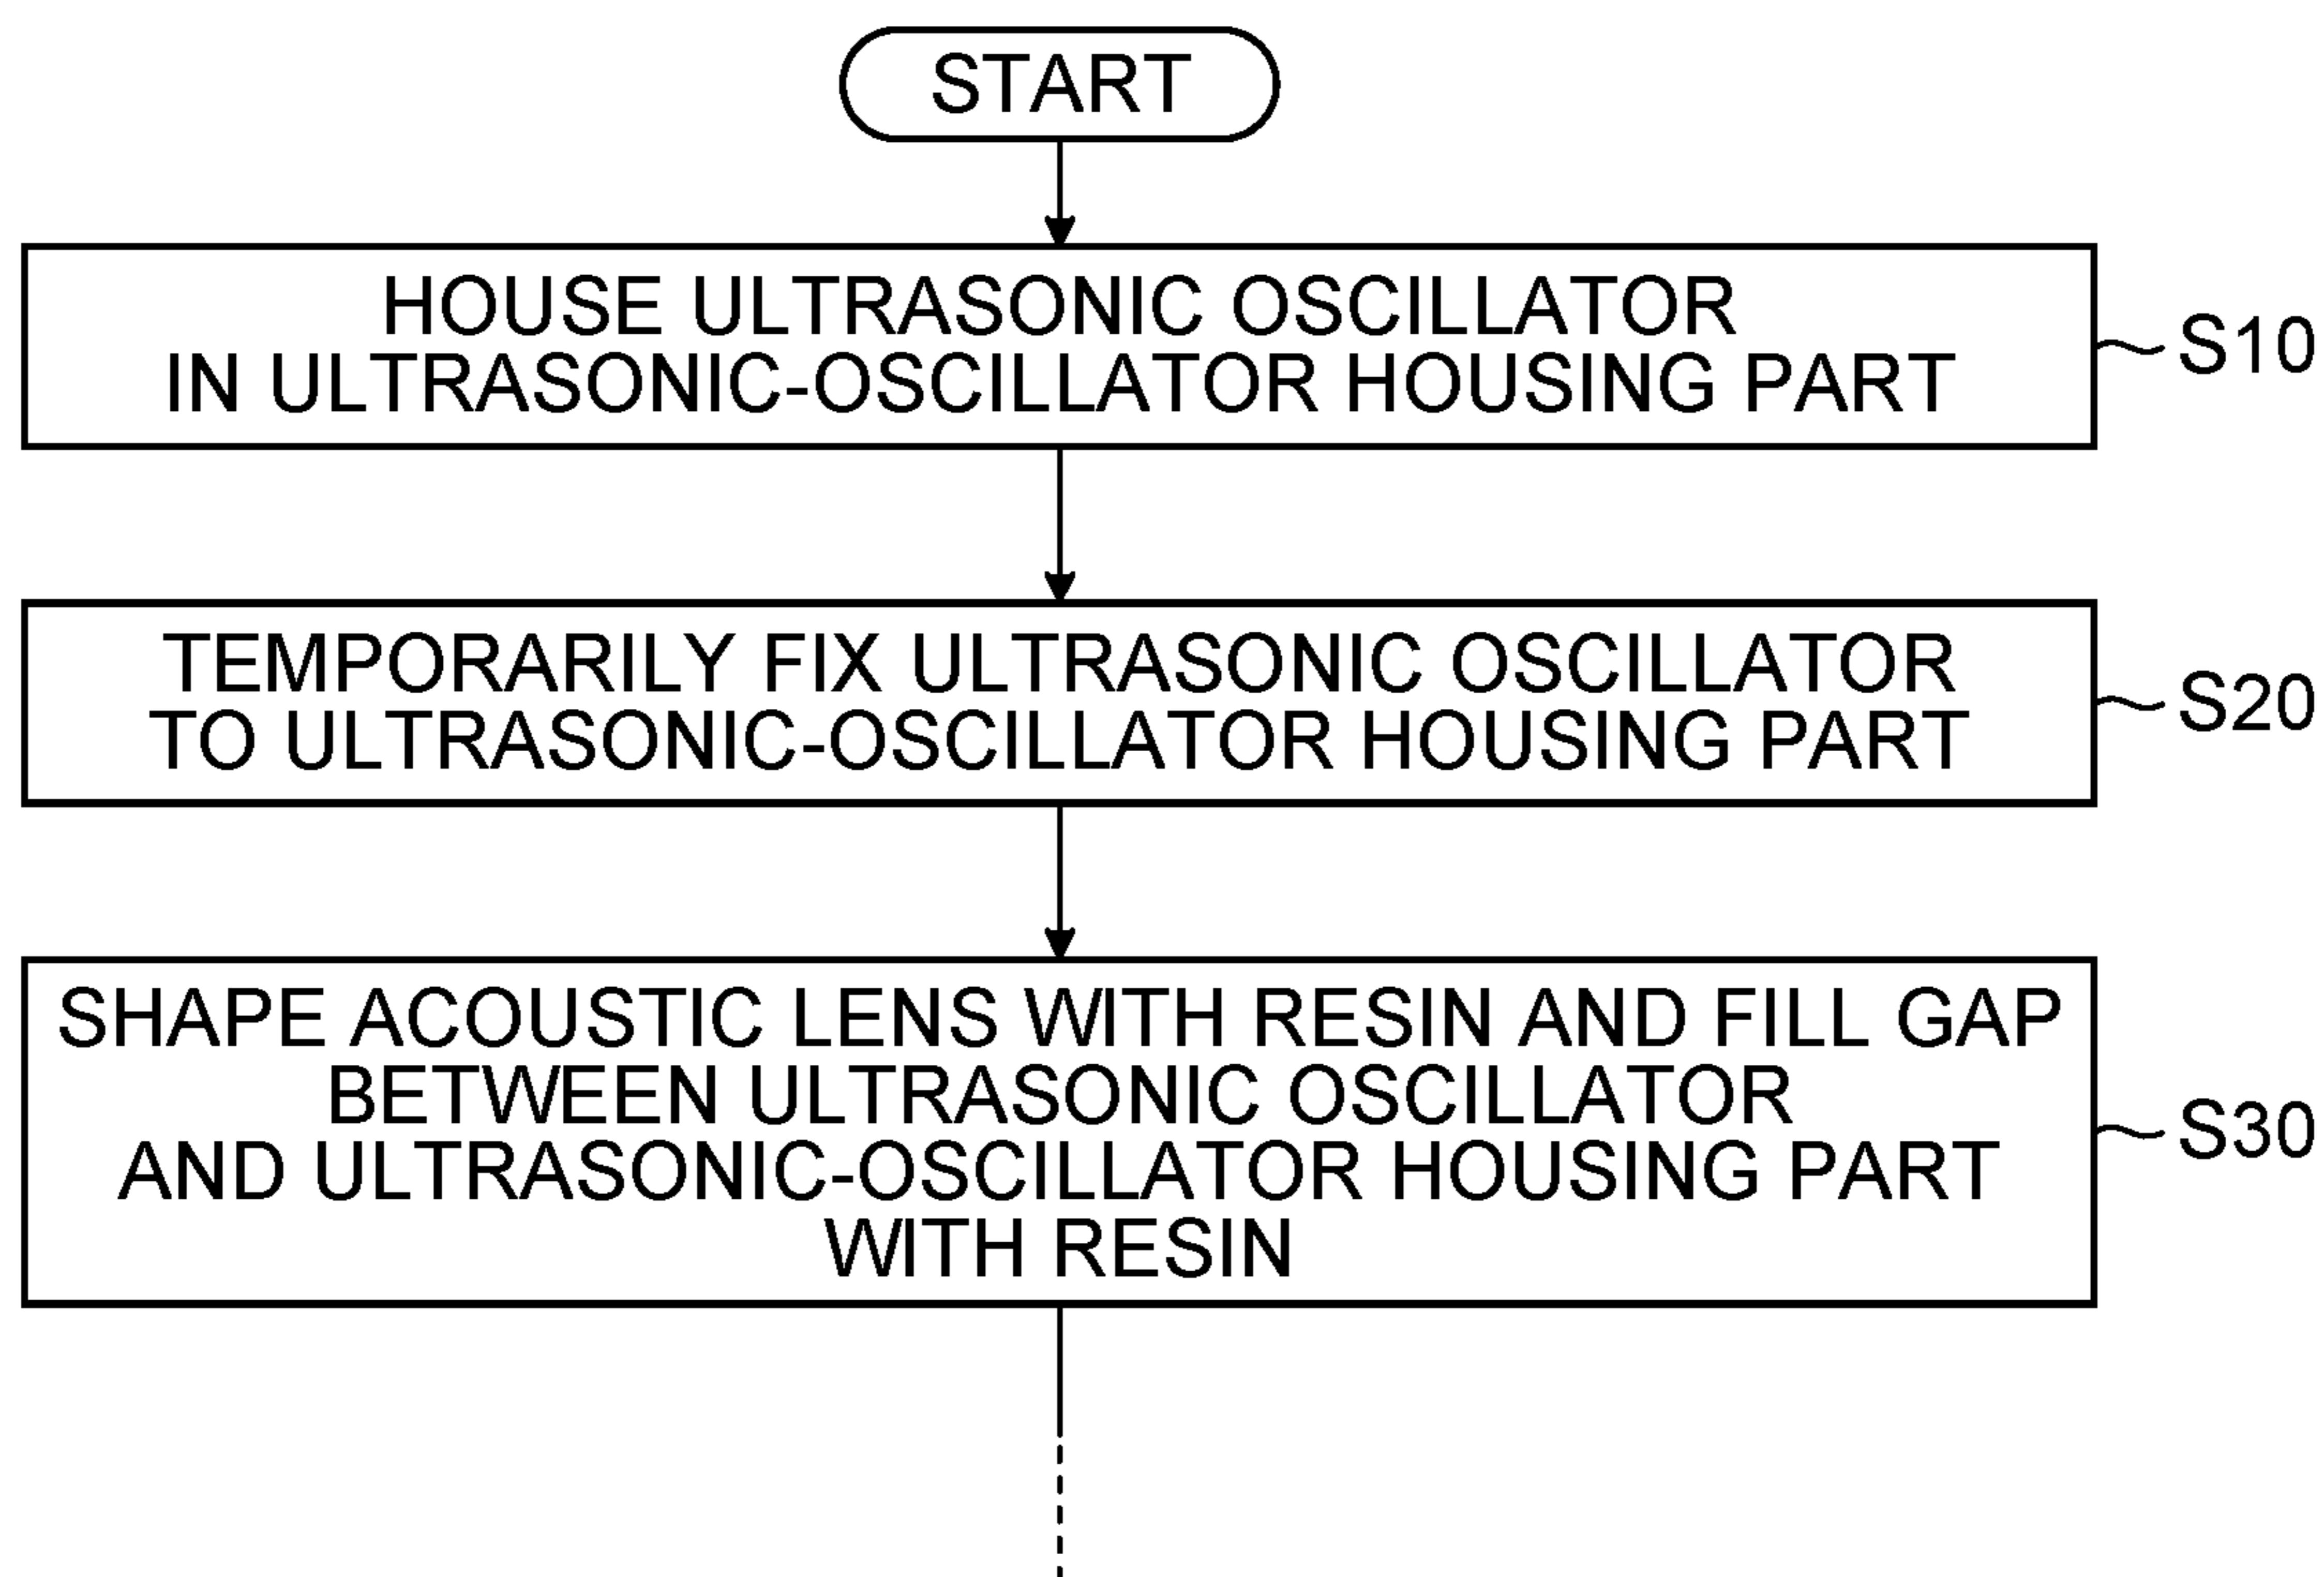 START
HOUSE ULTRASONIC OSCILLATOR
IN ULTRASONIC-OSCILLATOR HOUSING PART
S10
TEMPORARILY FIX ULTRASONIC OSCILLATOR
TO ULTRASONIC-OSCILLATOR HOUSING PART
S20
SHAPE ACOUSTIC LENS WITH RESIN AND FILL GAP
BETWEEN ULTRASONIC OSCILLATOR
AND ULTRASONIC-OSCILLATOR HOUSING PART
WITH RESIN
S30